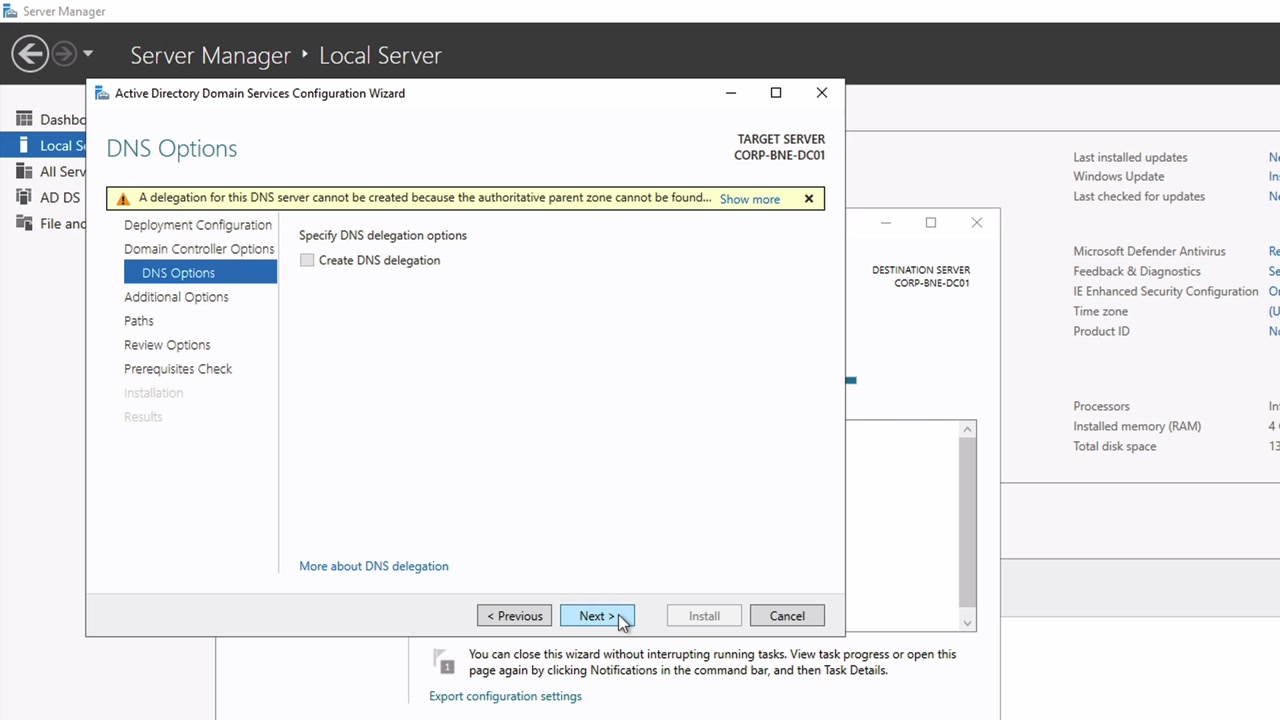 Server Manager
Server Manager ‣ Local Server
Active Directory Domain Services Configuration Wizard
DNS Options
TARGET SERVER
CORP-BNE-DC01
A delegation for this DNS server cannot be created because the authoritative parent zone cannot be found... Show more
Deployment Configuration
Domain Controller Options
DNS Options
Additional Options
Paths
Review Options
Prerequisites Check
Installation
Results
Specify DNS delegation options
Create DNS delegation
More about DNS delegation
< Previous
Next >
Install
Cancel
Dashbo
Local Se
All Serv
AD DS
File and
DESTINATION SERVER
CORP-BNE-DC01
1
You can close this wizard without interrupting running tasks. View task progress or open this
page again by clicking Notifications in the command bar, and then Task Details.
Export configuration settings
Last installed updates
Windows Update
Last checked for updates
Microsoft Defender Antivirus
Feedback & Diagnostics
IE Enhanced Security Configuration
Time zone
Product ID
Processors
Installed memory (RAM)
Total disk space